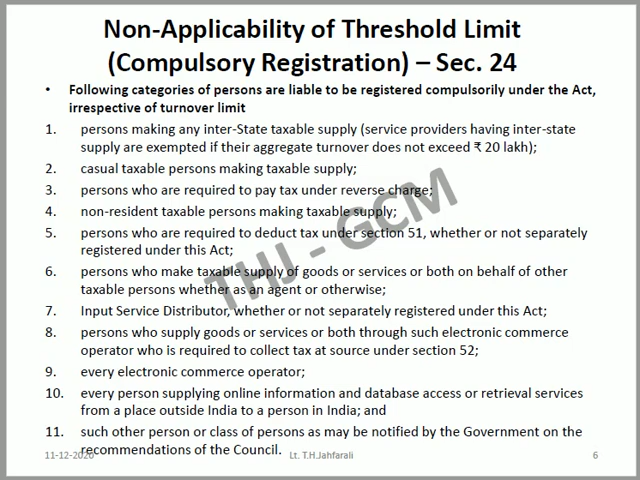 Non-Applicability of Threshold Limit
(Compulsory Registration) – Sec. 24
• Following categories of persons are liable to be registered compulsorily under the Act,
irrespective of turnover limit
1. persons making any inter-State taxable supply (service providers having inter-state
supply are exempted if their aggregate turnover does not exceed ₹ 20 lakh);
2. casual taxable persons making taxable supply;
3. persons who are required to pay tax under reverse charge;
4. non-resident taxable persons making taxable supply;
5. persons who are required to deduct tax under section 51, whether or not separately
registered under this Act;
6. persons who make taxable supply of goods or services or both on behalf of other
taxable persons whether as an agent or otherwise;
7. Input Service Distributor, whether or not separately registered under this Act;
8. persons who supply goods or services or both through such electronic commerce
operator who is required to collect tax at source under section 52;
9. every electronic commerce operator;
10. every person supplying online information and database access or retrieval services
from a place outside India to a person in India; and
11. such other person or class of persons as may be notified by the Government on the
recommendations of the Council.
THJ - GCM
11-12-2020 Lt. T.H.Jahfarali 6